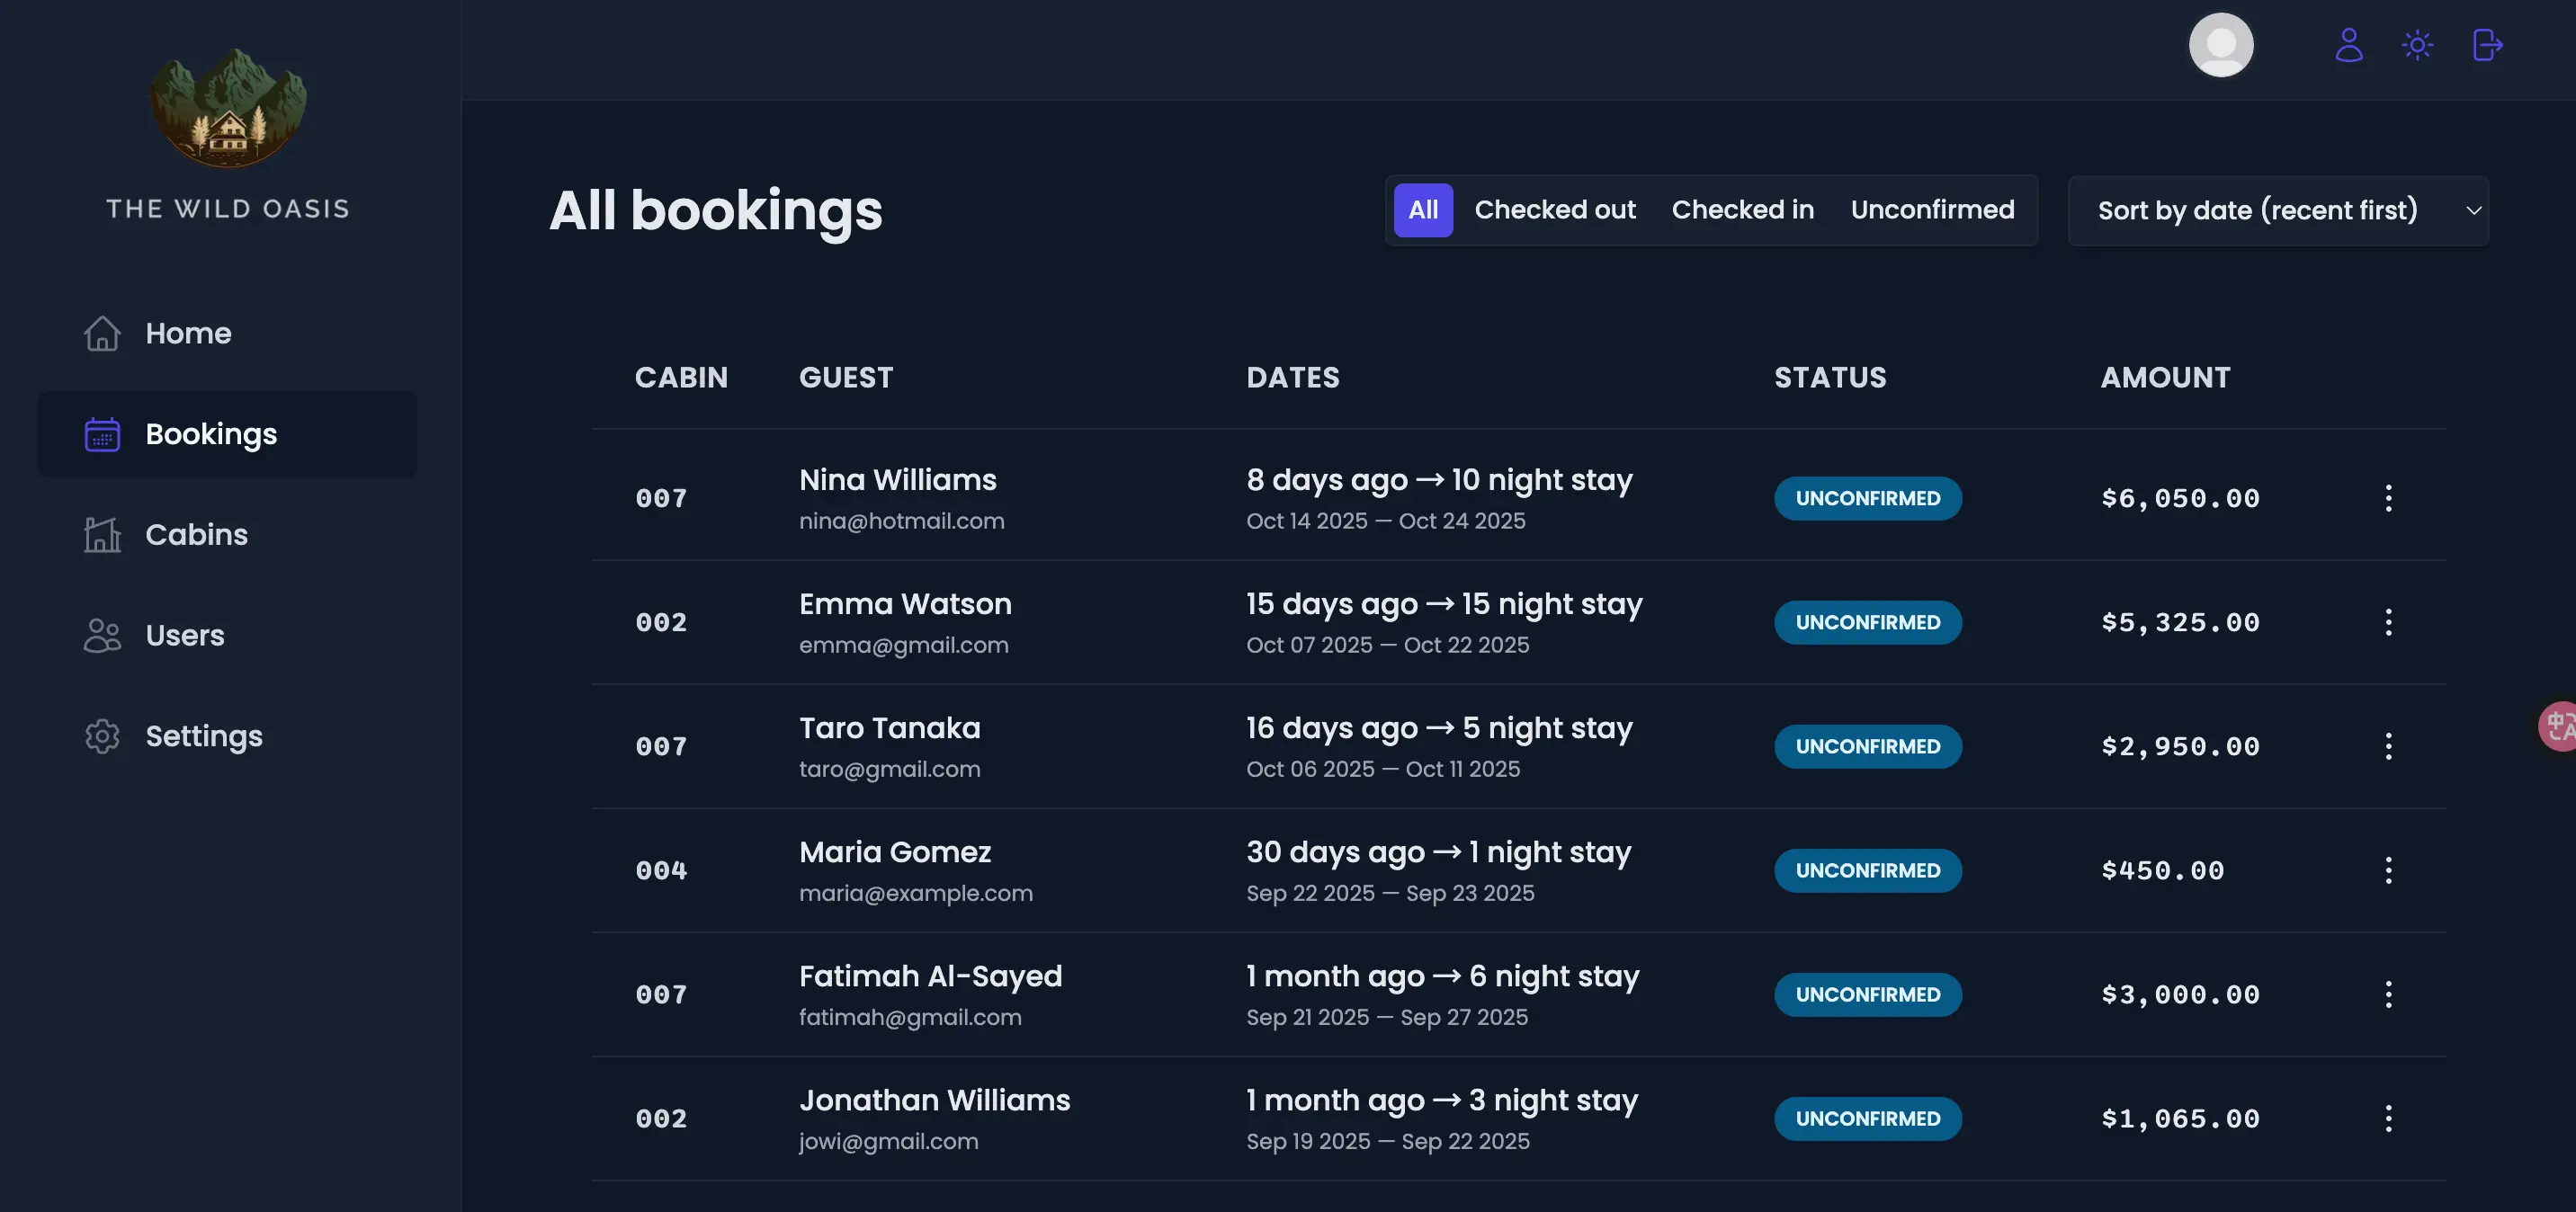 THE WILD OASIS
Home
Bookings
Cabins
Users
Settings
All bookings
All Checked out Checked in Unconfirmed
Sort by date (recent first)
CABIN GUEST DATES STATUS AMOUNT
007 Nina Williams 8 days ago → 10 night stay UNCONFIRMED $6,050.00
nina@hotmail.com Oct 14 2025 — Oct 24 2025
002 Emma Watson 15 days ago → 15 night stay UNCONFIRMED $5,325.00
emma@gmail.com Oct 07 2025 — Oct 22 2025
007 Taro Tanaka 16 days ago → 5 night stay UNCONFIRMED $2,950.00
taro@gmail.com Oct 06 2025 — Oct 11 2025
004 Maria Gomez 30 days ago → 1 night stay UNCONFIRMED $450.00
maria@example.com Sep 22 2025 — Sep 23 2025
007 Fatimah Al-Sayed 1 month ago → 6 night stay UNCONFIRMED $3,000.00
fatimah@gmail.com Sep 21 2025 — Sep 27 2025
002 Jonathan Williams 1 month ago → 3 night stay UNCONFIRMED $1,065.00
jowi@gmail.com Sep 19 2025 — Sep 22 2025
中A